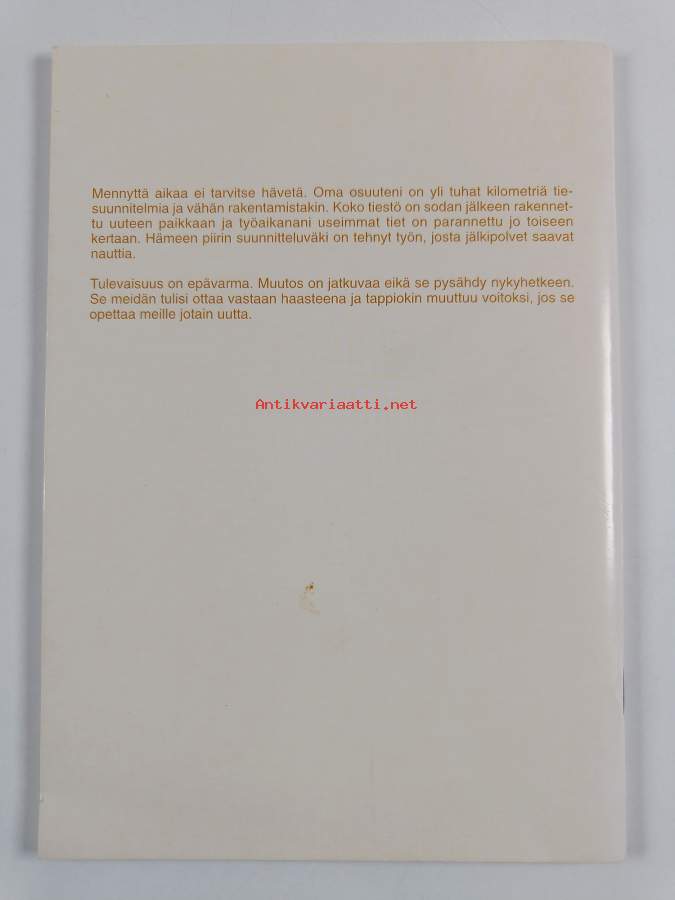 Mennyttä aikaa ei tarvitse hävetä. Oma osuuteni on yli tuhat kilometriä tie-
suunnitelmia ja vähän rakentamistakin. Koko tiestö on sodan jälkeen rakennet-
tu uuteen paikkaan ja työaikanani useimmat tiet on parannettu jo toiseen
kertaan. Hämeen piirin suunnitteluväki on tehnyt työn, josta jälkipolvet saavat
nauttia.
Tulevaisuus on epävarma. Muutos on jatkuvaa eikä se pysähdy nykyhetkeen.
Se meidän tulisi ottaa vastaan haasteena ja tappiokin muuttuu voitoksi, jos se
opettaa meille jotain uutta.
Antikvariaatti.net